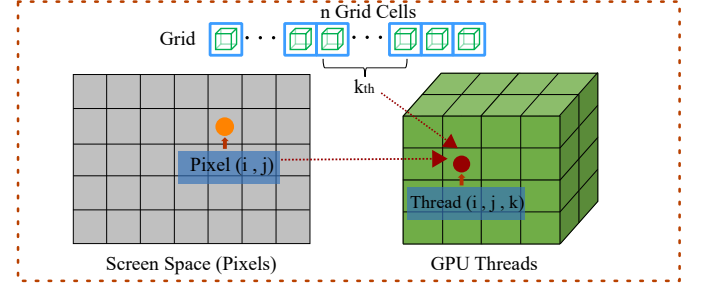 n Grid Cells
Grid
kth
Pixel (i , j)
Thread (i , j , k)
Screen Space (Pixels)
GPU Threads